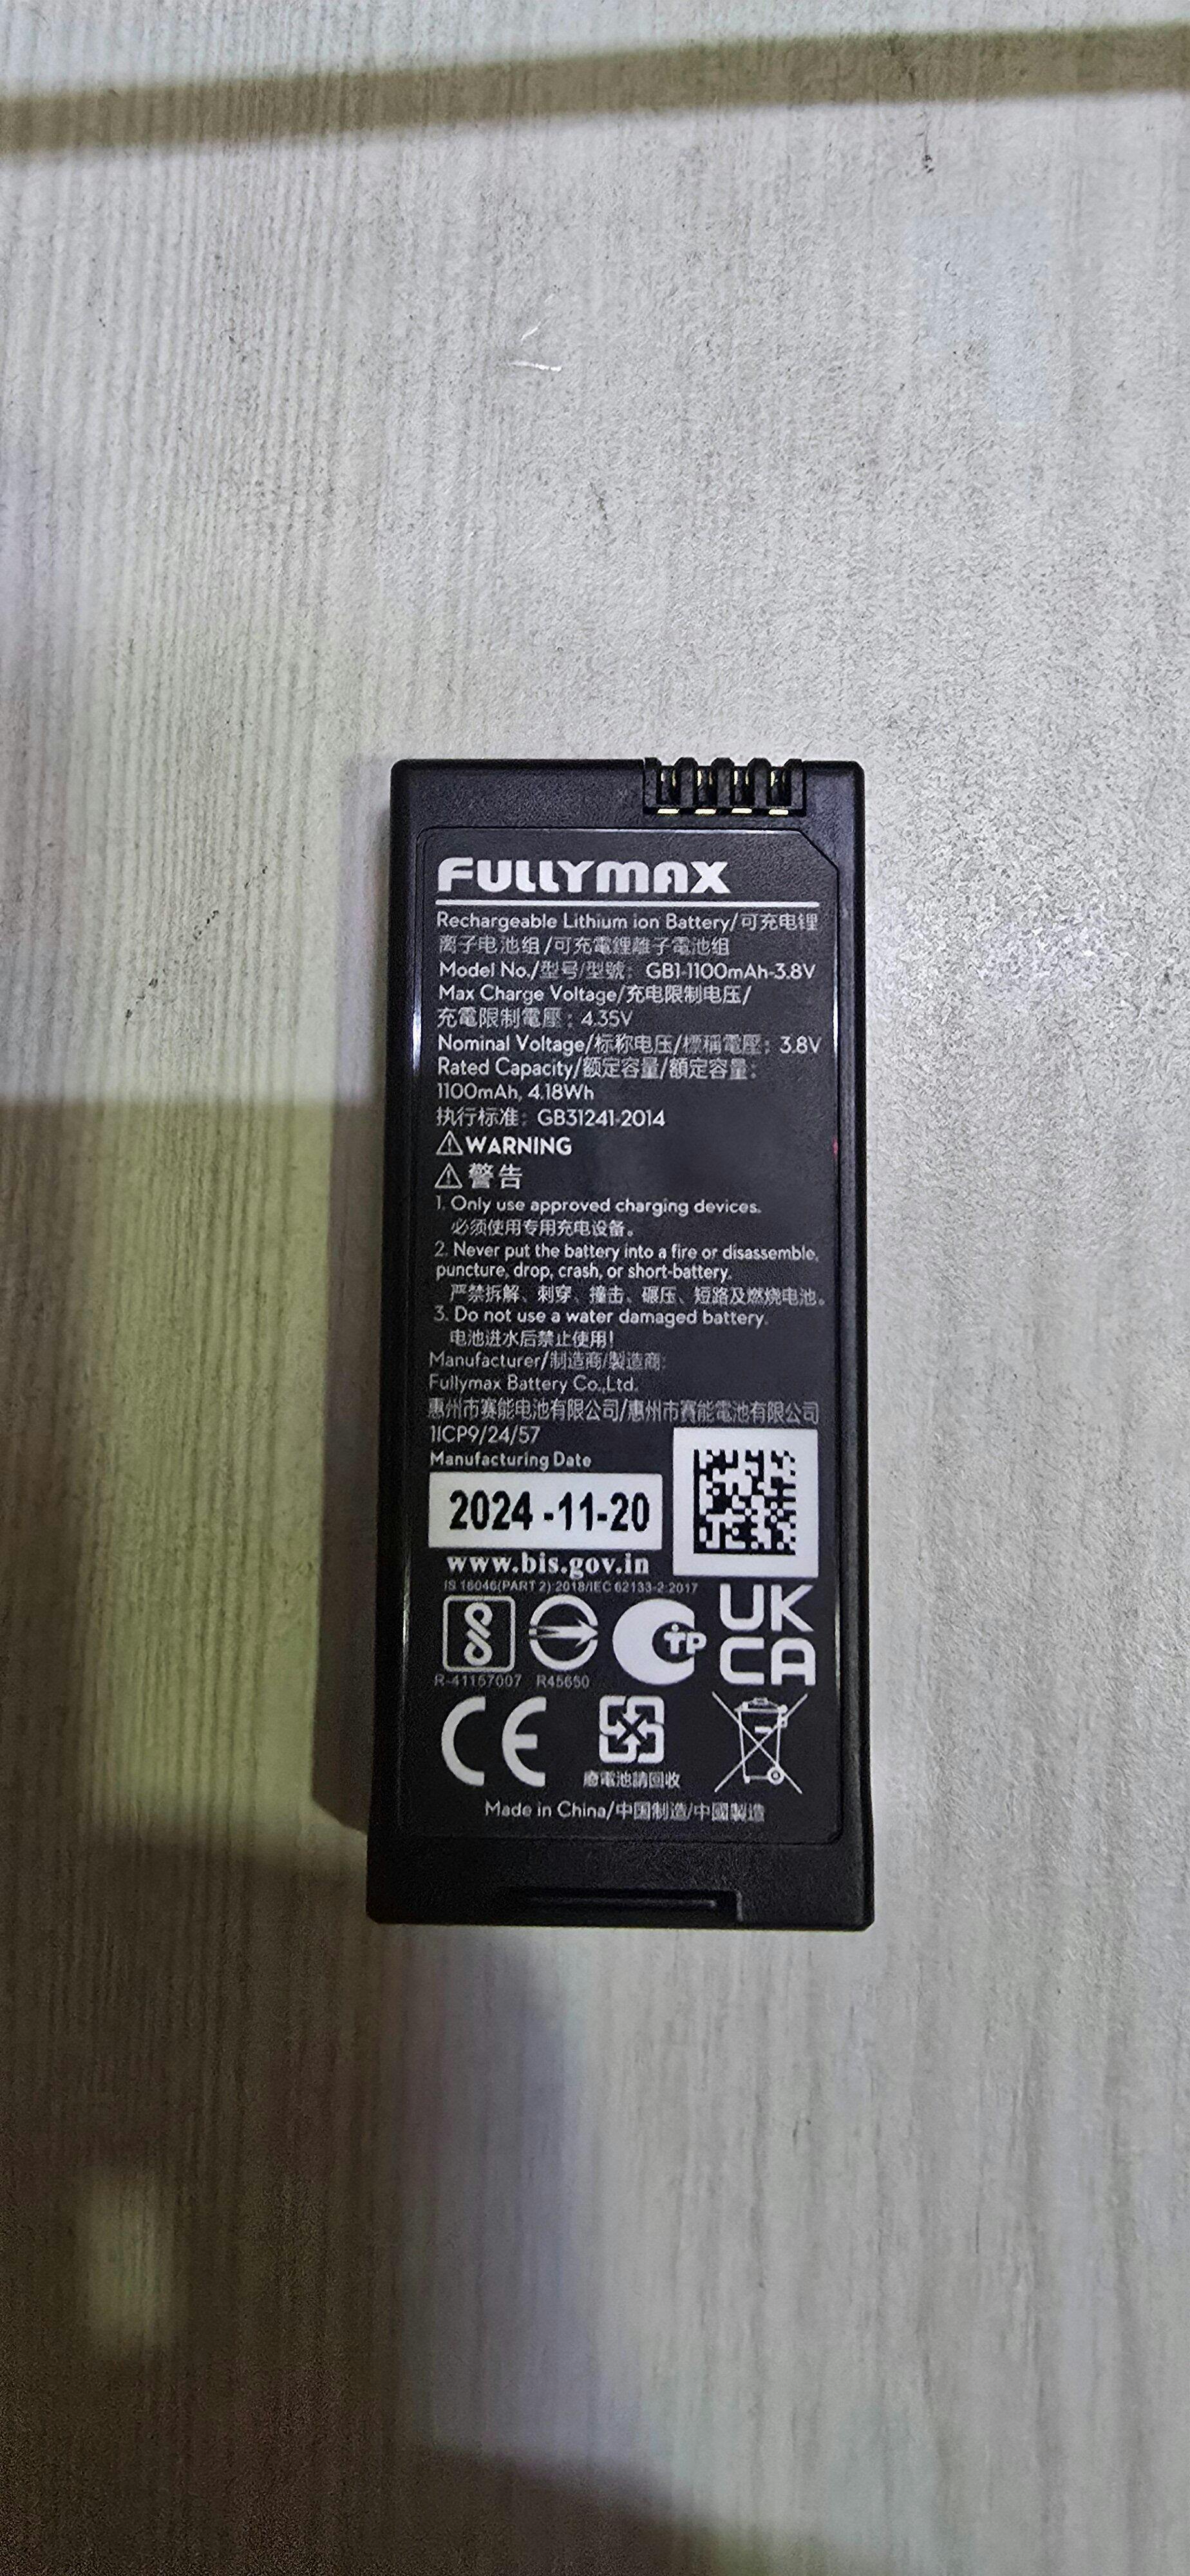 FULLYMAX
Rechargeable Lithium ion Battery/可充电锂
离子电池组/可充電鋰離子電池组
Model No./型号/型號: GB1-1100mAh-3.8V
Max Charge Voltage/充电限制电压/
充電限制電壓: 4.35V
Nominal Voltage/标称电压/標稱電壓: 3.8V
Rated Capacity/额定容量/額定容量:
1100mAh, 4.18Wh
执行标准: GB31241-2014
WARNING
警告
1. Only use approved charging devices.
必须使用专用充电设备。
2. Never put the battery into a fire or disassemble,
puncture, drop, crash, or short-battery.
严禁拆解、刺穿、撞击、碾压、短路及燃烧电池。
3. Do not use a water damaged battery.
电池进水后禁止使用!
Manufacturer/制造商/製造商:
Fullymax Battery Co.,Ltd.
惠州市赛能电池有限公司/惠州市賽能電池有限公司
1ICP9/24/57
Manufacturing Date
2024-11-20
www.bis.gov.in
IS 16046(PART 2):2018/IEC 62133-2:2017
R-41157007 R45650
TP
UK
CA
CE
廢電池請回收
Made in China/中国制造/中國製造